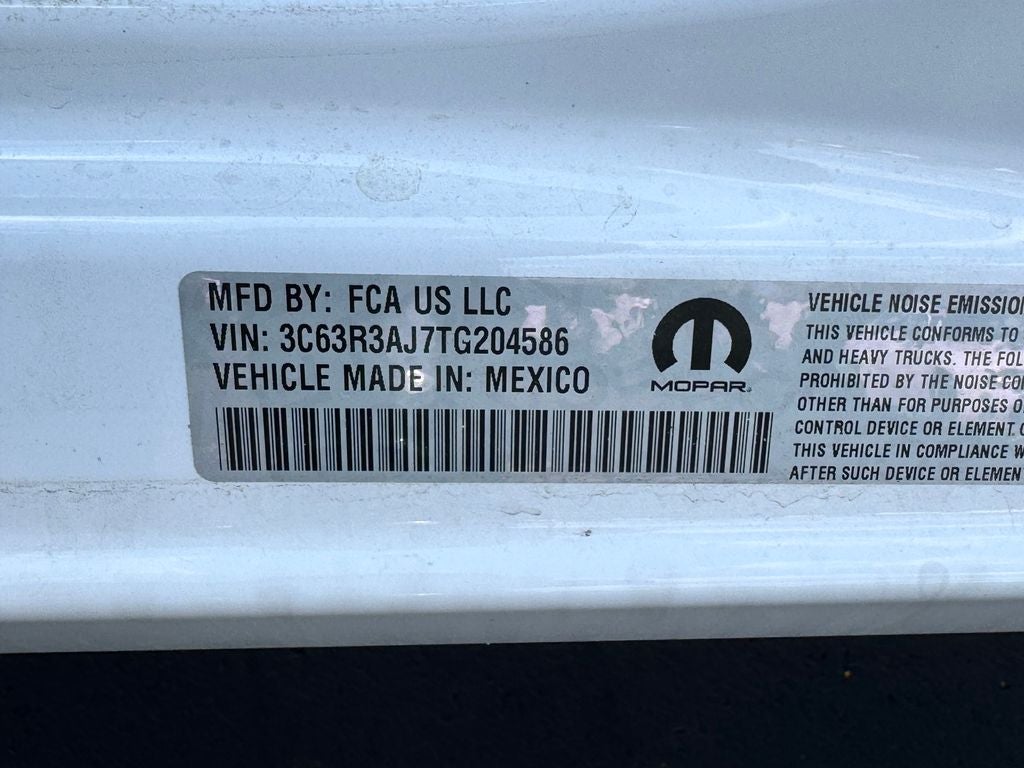 MFD BY: FCA US LLC
VIN: 3C63R3AJ7TG204586
VEHICLE MADE IN: MEXICO
MOPAR
VEHICLE NOISE EMISSION
THIS VEHICLE CONFORMS TO
AND HEAVY TRUCKS. THE FOL
PROHIBITED BY THE NOISE CO
OTHER THAN FOR PURPOSES O
CONTROL DEVICE OR ELEMENT
THIS VEHICLE IN COMPLIANCE W
AFTER SUCH DEVICE OR ELEMEN